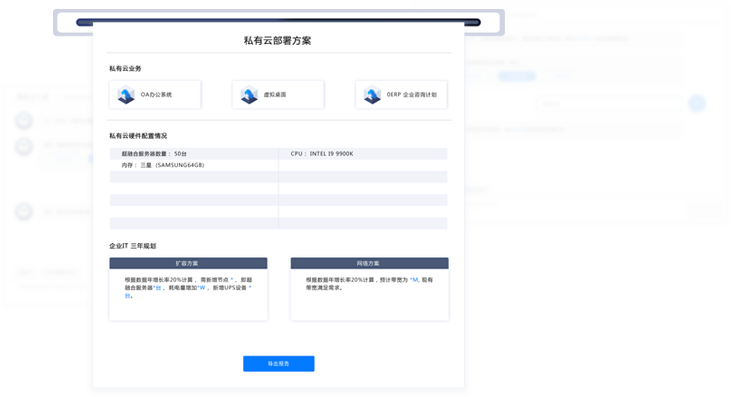 私有云部署方案
私有云业务
OA办公系统
虚拟桌面
0ERP 企业咨询计划
私有云硬件配置情况
超融合服务器数量： 50台
CPU： INTEL I9 9900K
内存： 三星（SAMSUNG64GB）
企业IT 三年规划
扩容方案
网络方案
根据数据年增长率20%计算， 需新增节点 *， 即超
融合服务器*台， 耗电量增加*W， 新增UPS设备 *
台。
根据数据年增长率20%计算，预计带宽为 *M, 现有
带宽满足需求。
导出报告